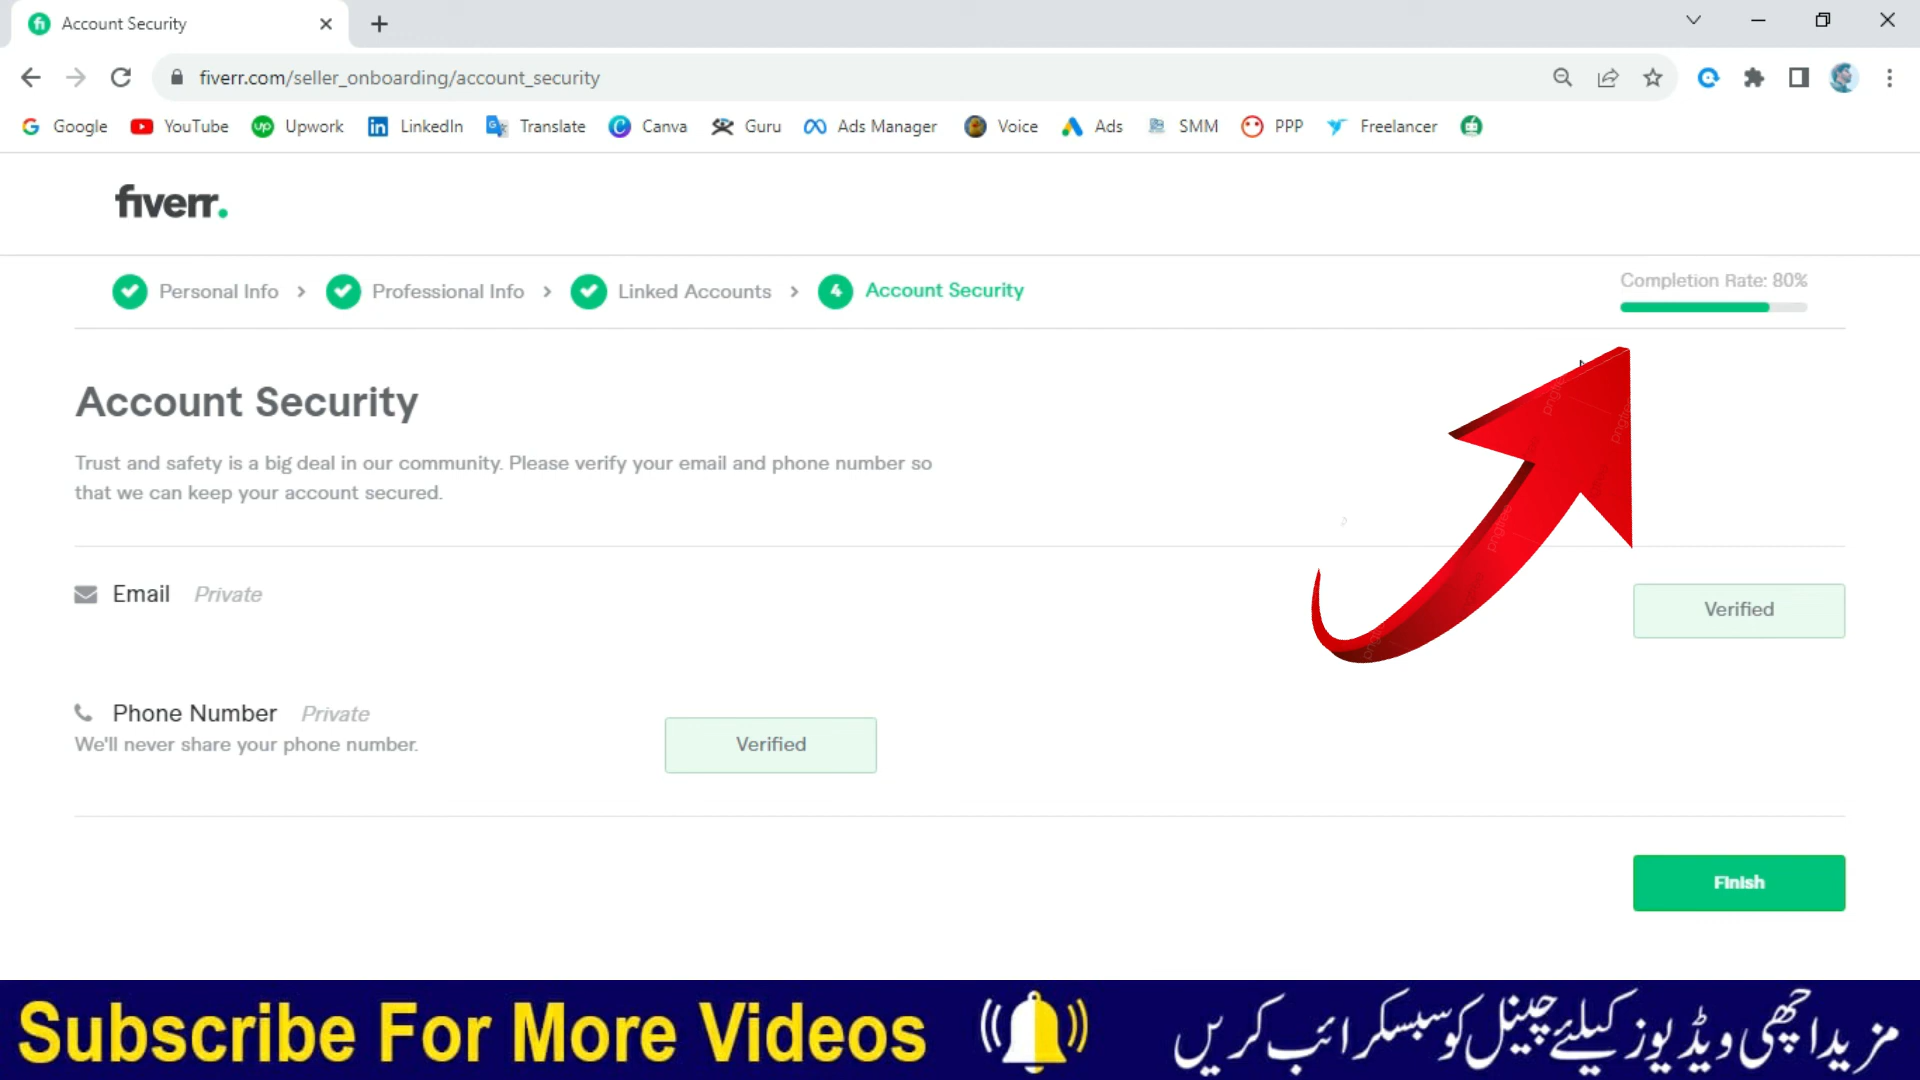 Account Security
fiverr.com/seller_onboarding/account_security
Google YouTube Upwork LinkedIn Translate Canva Guru Ads Manager Voice Ads SMM PPP Freelancer
fiverr.
Personal Info > Professional Info > Linked Accounts > 4 Account Security
Completion Rate: 80%
Account Security
Trust and safety is a big deal in our community. Please verify your email and phone number so
that we can keep your account secured.
Email Private
Verified
Phone Number Private
We'll never share your phone number.
Verified
Finish
Subscribe For More Videos
مزید اچھی ویڈیوز کیلئے چینل کو سبسکرائب کریں